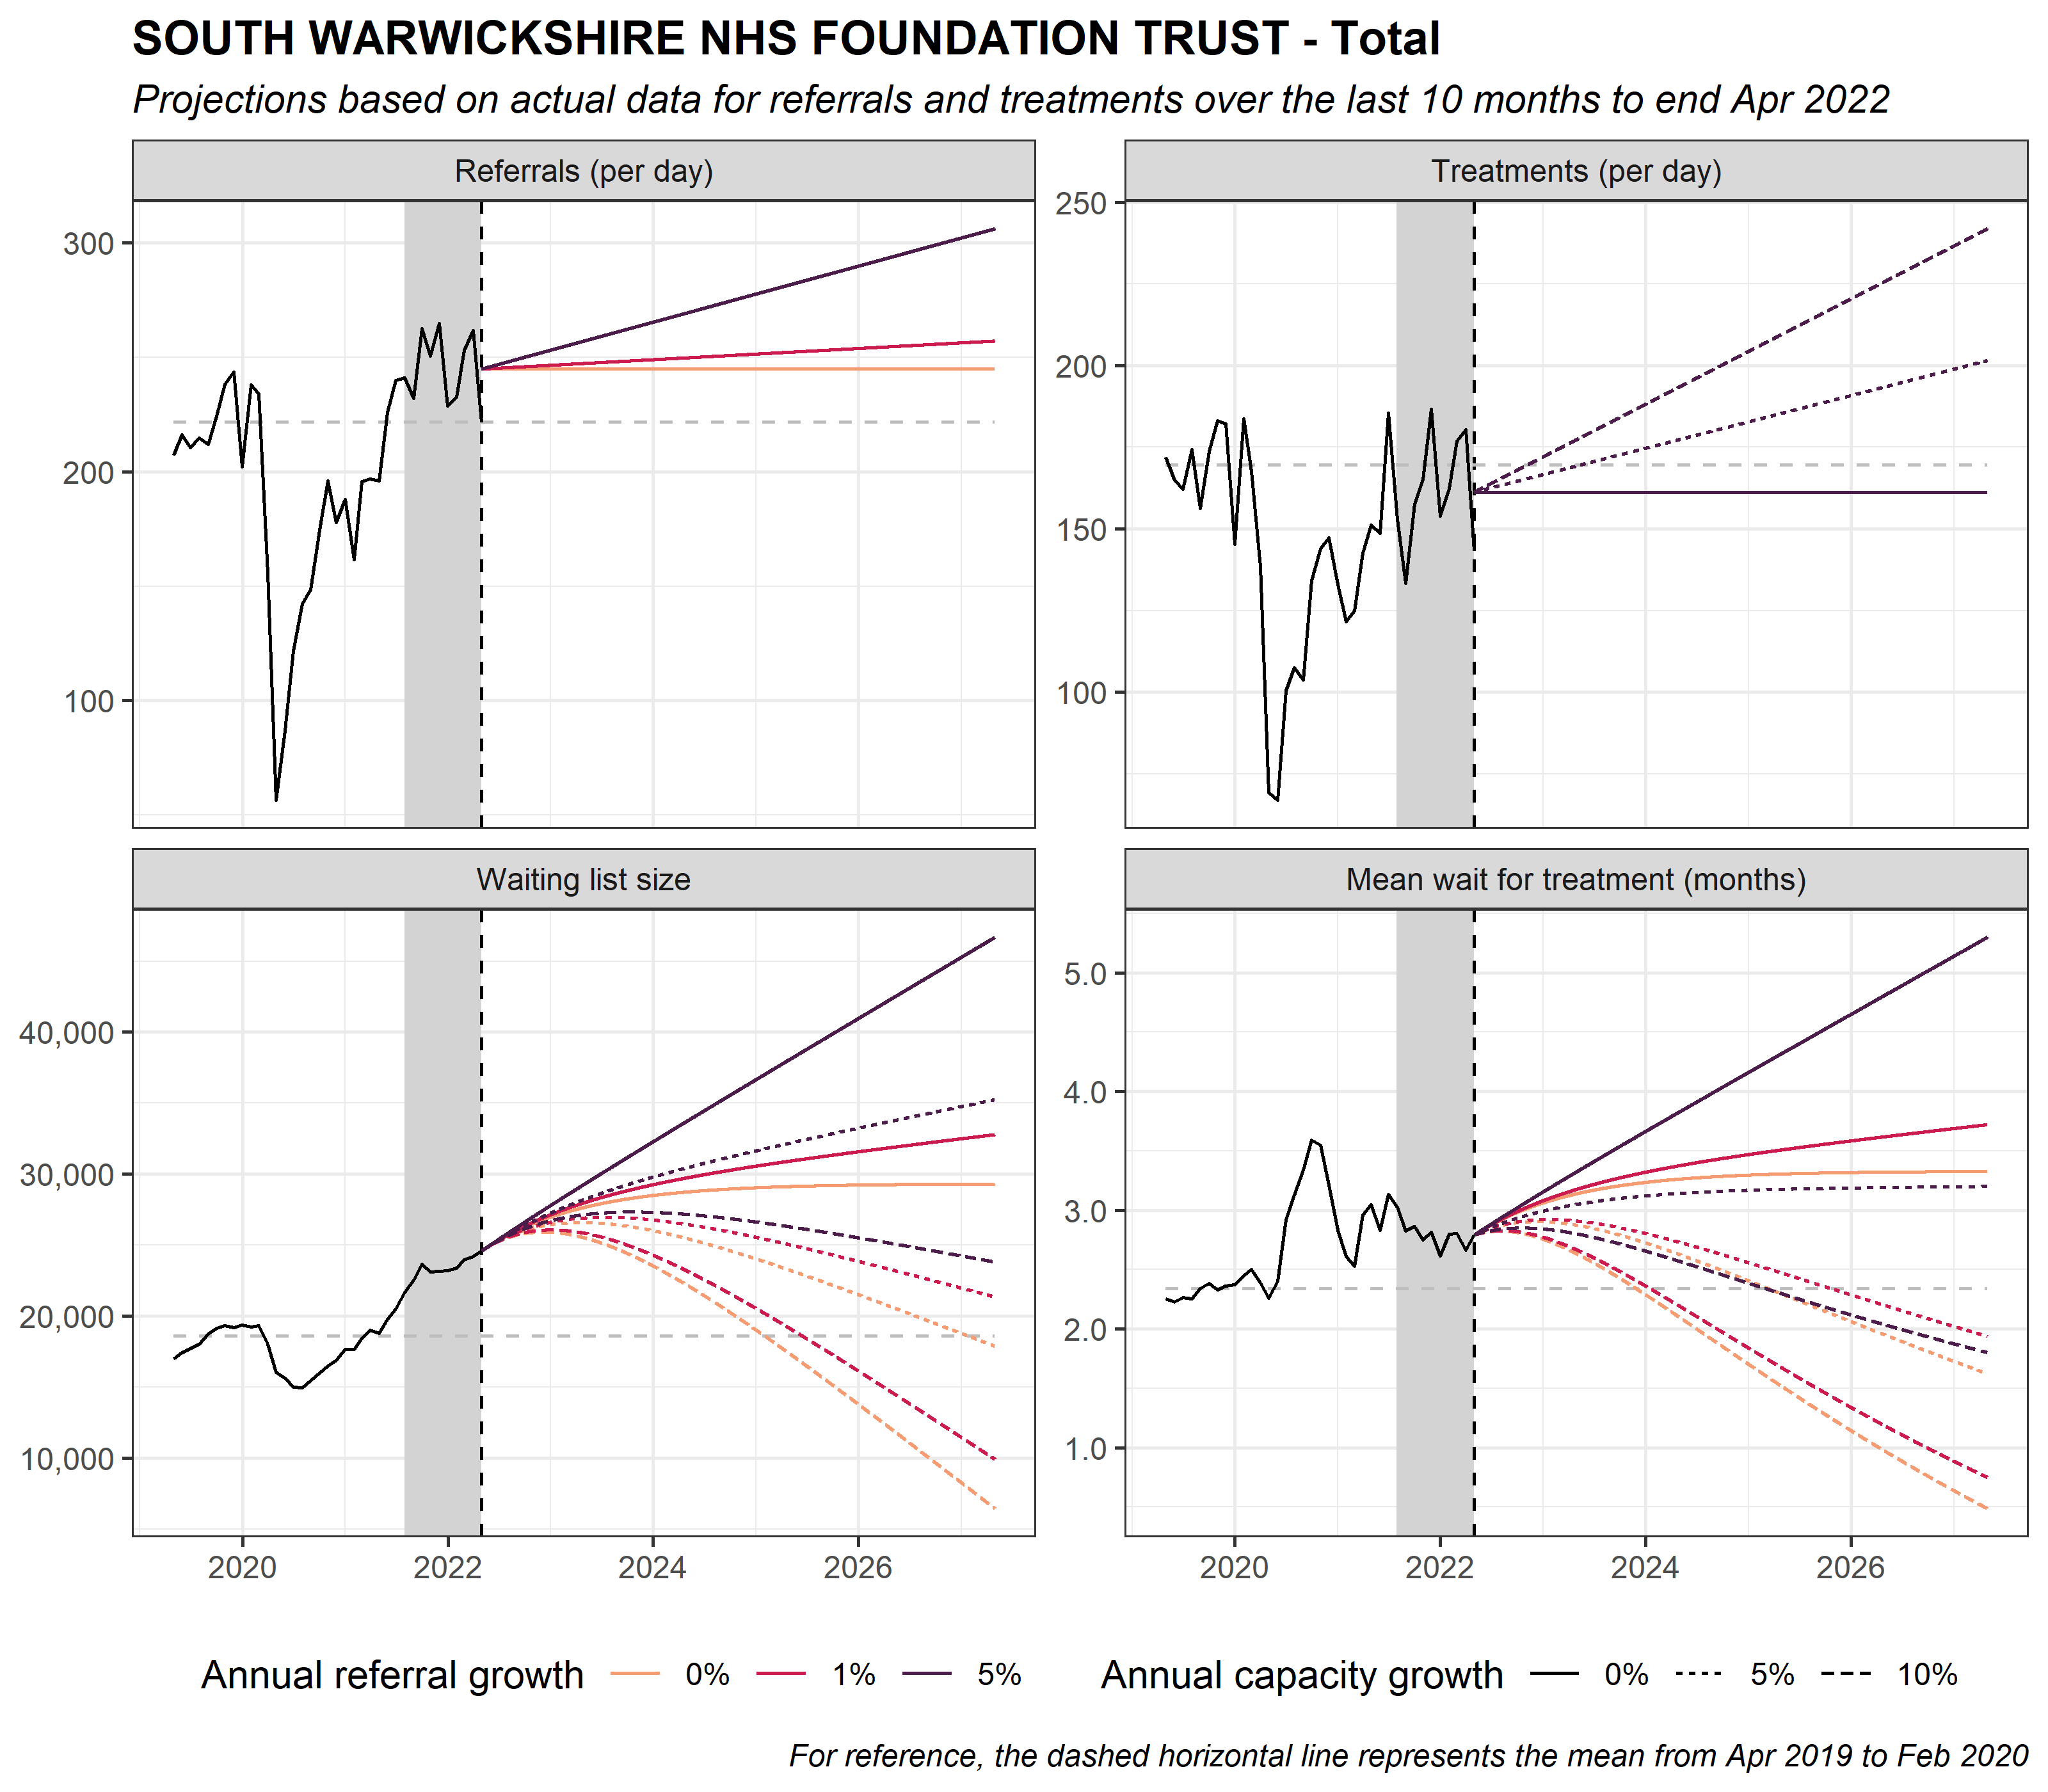 SOUTH WARWICKSHIRE NHS FOUNDATION TRUST - Total
Projections based on actual data for referrals and treatments over the last 10 months to end Apr 2022
Referrals (per day)
300
200
100
Treatments (per day)
250
200
150
100
Waiting list size
40,000
30,000
20,000
10,000
2020 2022 2024 2026
Mean wait for treatment (months)
5.0
4.0
3.0
2.0
1.0
2020 2022 2024 2026
Annual referral growth 0% 1% 5%
Annual capacity growth 0% 5% 10%
For reference, the dashed horizontal line represents the mean from Apr 2019 to Feb 2020